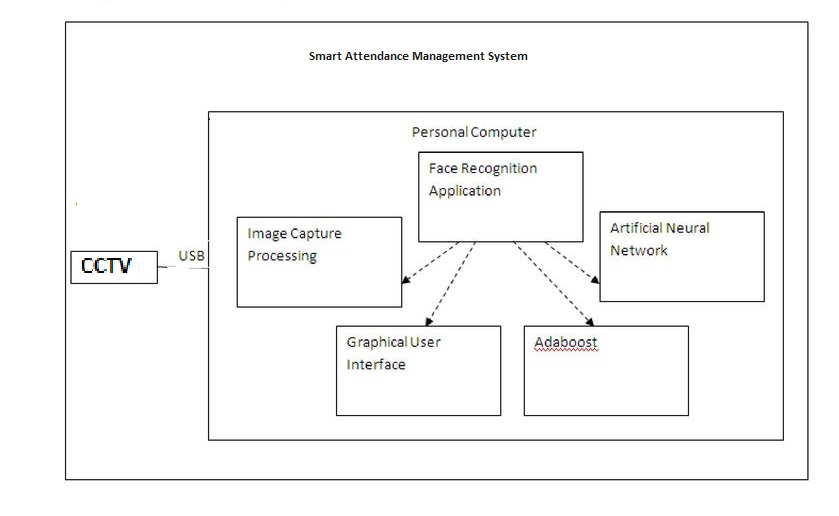 Smart Attendance Management System
Personal Computer
Face Recognition
Application
Image Capture
Processing
Artificial Neural
Network
CCTV
USB
Graphical User
Interface
Adaboost